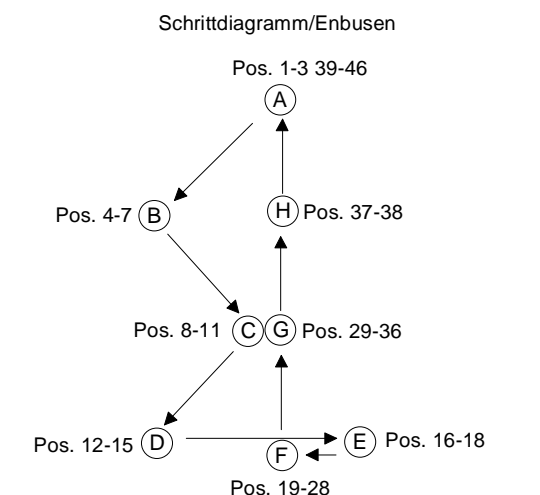 Schrittdiagramm/Enbusen
Pos. 1-3 39-46
A
Pos. 4-7 B
H Pos. 37-38
Pos. 8-11 C G Pos. 29-36
Pos. 12-15 D
E Pos. 16-18
F
Pos. 19-28